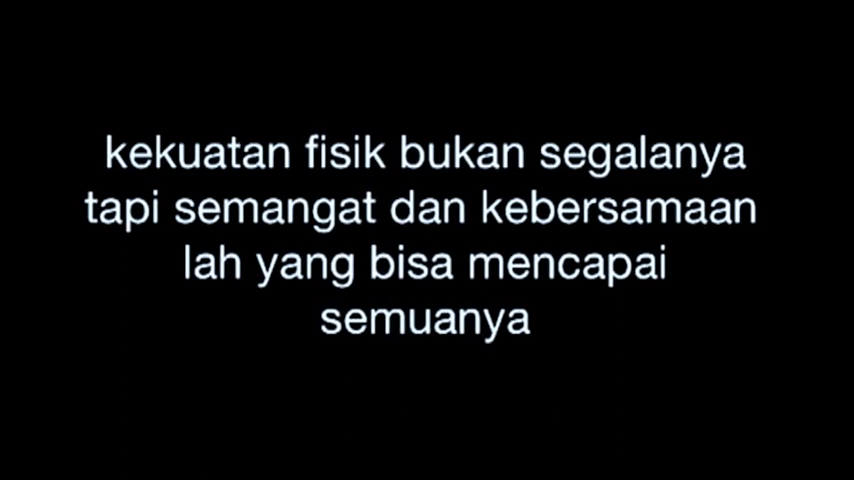 kekuatan fisik bukan segalanya
tapi semangat dan kebersamaan
lah yang bisa mencapai
semuanya